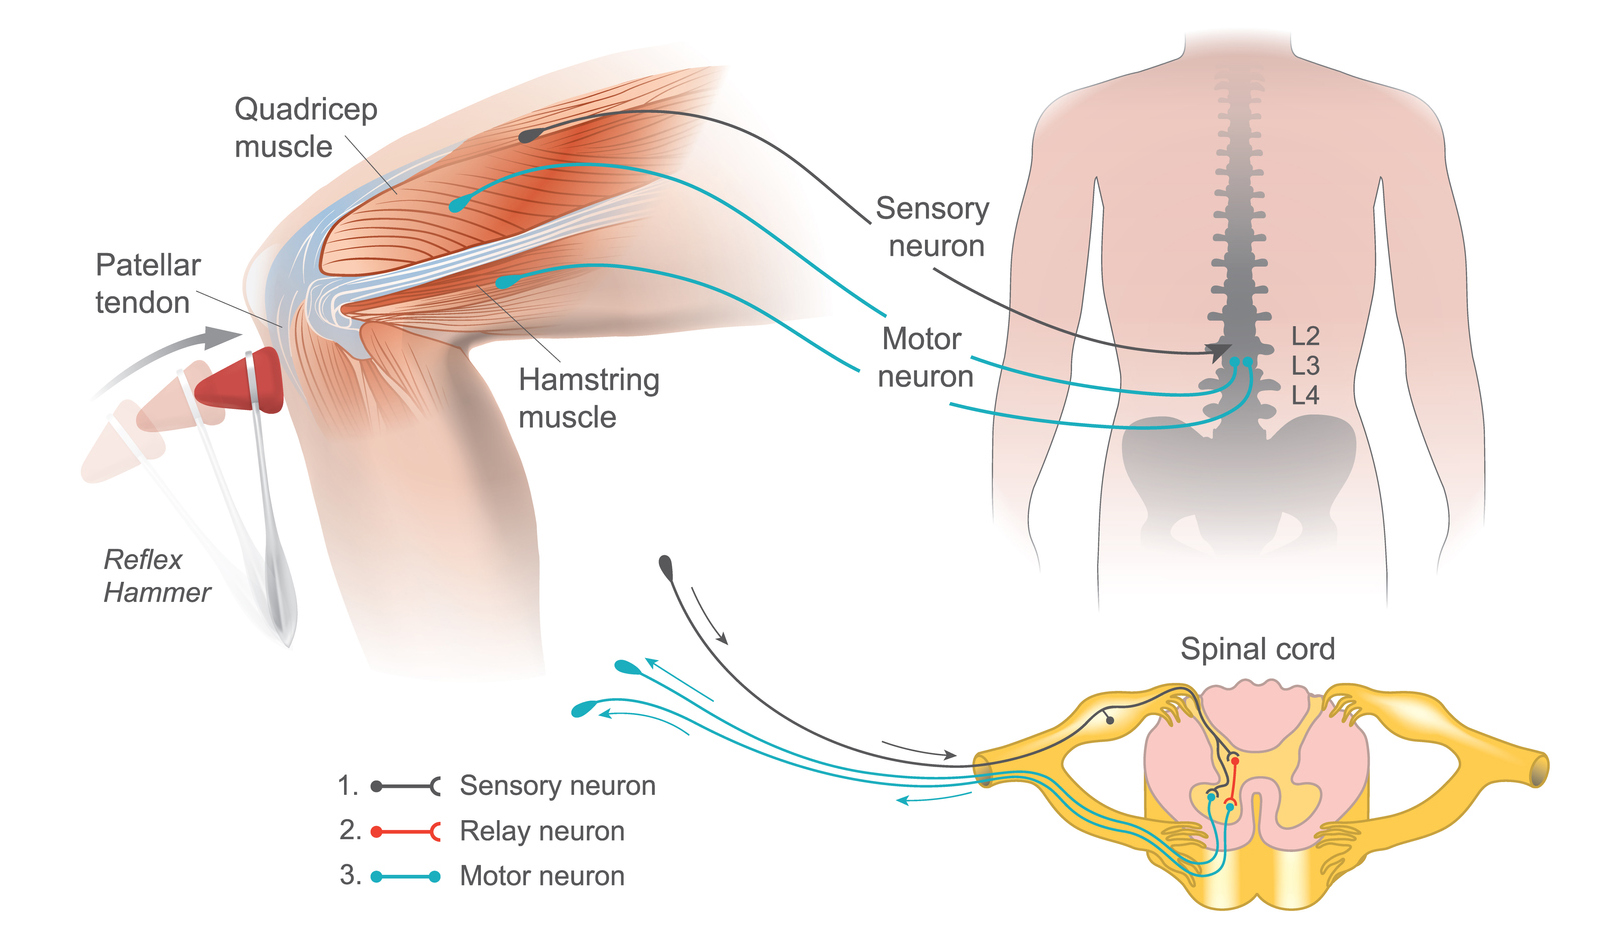 Quadricep
muscle
Patellar
tendon
Sensory
neuron
Motor
neuron
Hamstring
muscle
L2
L3
L4
Reflex
Hammer
Spinal cord
1. Sensory neuron
2. Relay neuron
3. Motor neuron